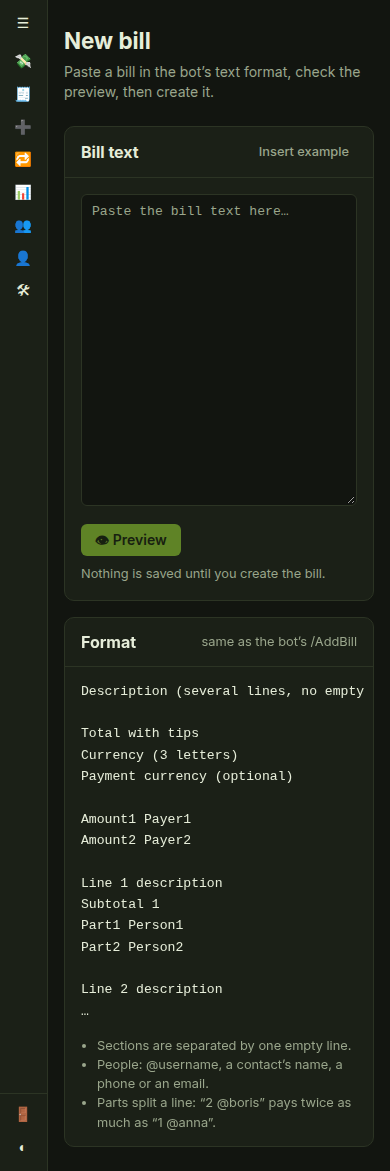 New bill
Paste a bill in the bot’s text format, check the
preview, then create it.
Bill text
Insert example
Paste the bill text here…
Preview
Nothing is saved until you create the bill.
Format
same as the bot’s /AddBill
Description (several lines, no empty
Total with tips
Currency (3 letters)
Payment currency (optional)
Amount1 Payer1
Amount2 Payer2
Line 1 description
Subtotal 1
Part1 Person1
Part2 Person2
Line 2 description
…
Sections are separated by one empty line.
People: @username, a contact’s name, a
phone or an email.
Parts split a line: “2 @boris” pays twice as
much as “1 @anna”.